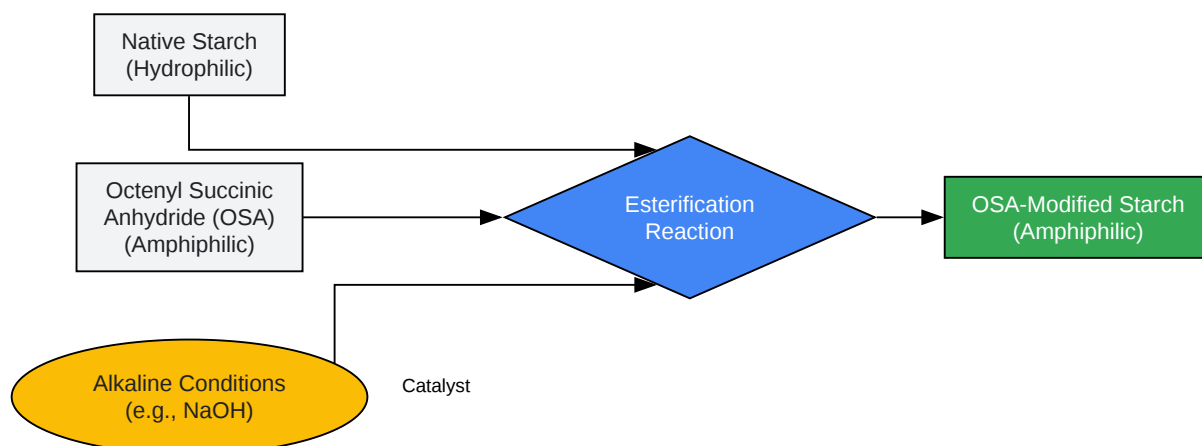 Native Starch
(Hydrophilic)
Octenyl Succinic
Anhydride (OSA)
(Amphiphilic)
Esterification
Reaction
OSA-Modified Starch
(Amphiphilic)
Alkaline Conditions
(e.g., NaOH)
Catalyst